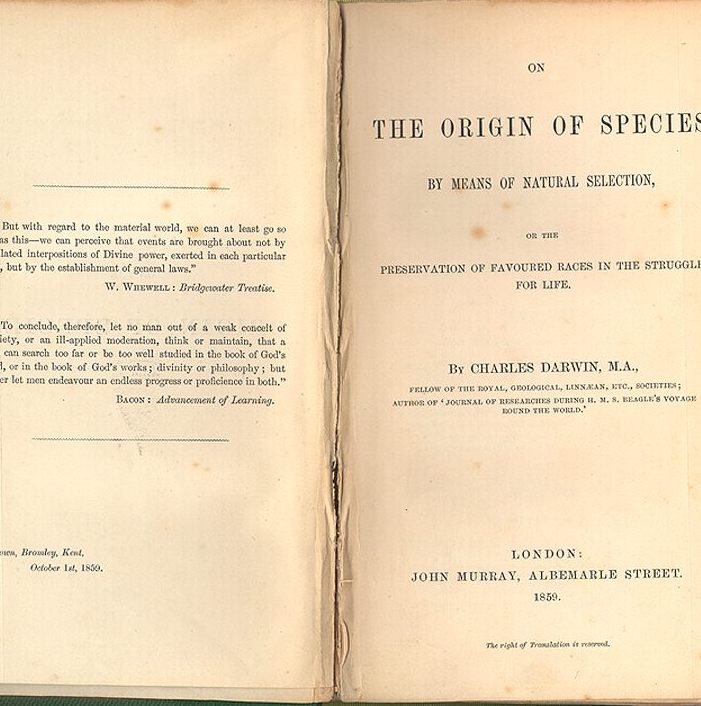 But with regard to the material world, we can at least go so
as this—we can perceive that events are brought about not by
lated interpositions of Divine power, exerted in each particular
, but by the establishment of general laws."
W. WHEWELL: Bridgewater Treatise.
To conclude, therefore, let no man out of a weak conceit of
iety, or an ill-applied moderation, think or maintain, that a
can search too far or be too well studied in the book of God's
d, or in the book of God's works; divinity or philosophy; but
er let men endeavour an endless progress or proficience in both."
BACON: Advancement of Learning.
own, Bromley, Kent,
October 1st, 1859.
ON
THE ORIGIN OF SPECIES
BY MEANS OF NATURAL SELECTION,
OR THE
PRESERVATION OF FAVOURED RACES IN THE STRUGGLE
FOR LIFE.
BY CHARLES DARWIN, M.A.,
FELLOW OF THE ROYAL, GEOLOGICAL, LINNÆAN, ETC., SOCIETIES;
AUTHOR OF 'JOURNAL OF RESEARCHES DURING H. M. S. BEAGLE'S VOYAGE
ROUND THE WORLD.'
LONDON:
JOHN MURRAY, ALBEMARLE STREET.
1859.
The right of Translation is reserved.